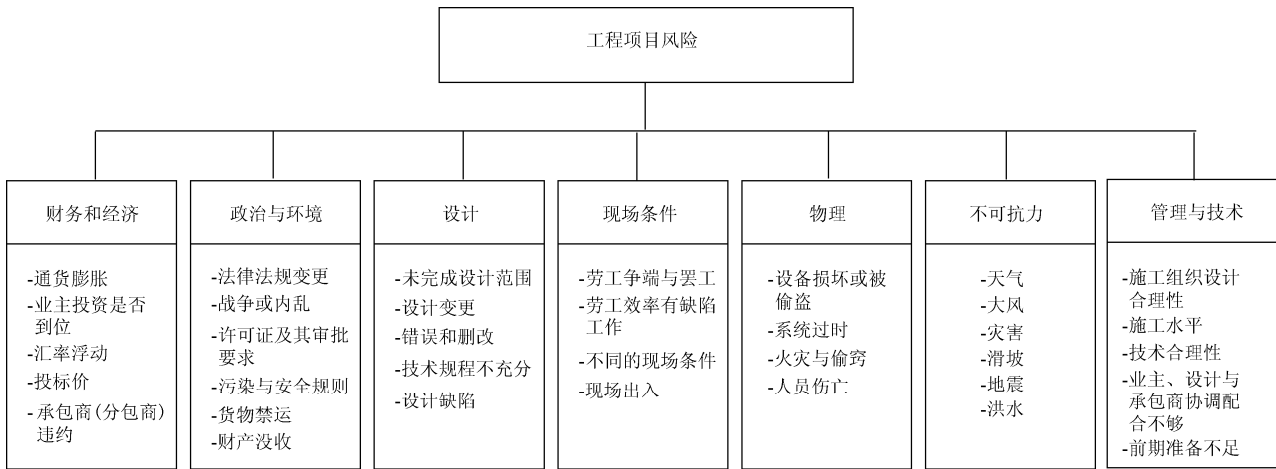 工程项目风险
财务和经济
-通货膨胀
-业主投资是否
到位
-汇率浮动
-投标价
-承包商(分包商)
违约
政治与环境
-法律法规变更
-战争或内乱
-许可证及其审批
要求
-污染与安全规则
-货物禁运
-财产没收
设计
-未完成设计范围
-设计变更
-错误和删改
-技术规程不充分
-设计缺陷
现场条件
-劳工争端与罢工
-劳工效率有缺陷
工作
-不同的现场条件
-现场出入
物理
-设备损坏或被
偷盗
-系统过时
-火灾与偷窃
-人员伤亡
不可抗力
-天气
-大风
-灾害
-滑坡
-地震
-洪水
管理与技术
-施工组织设计
合理性
-施工水平
-技术合理性
-业主、设计与
承包商协调配
合不够
-前期准备不足